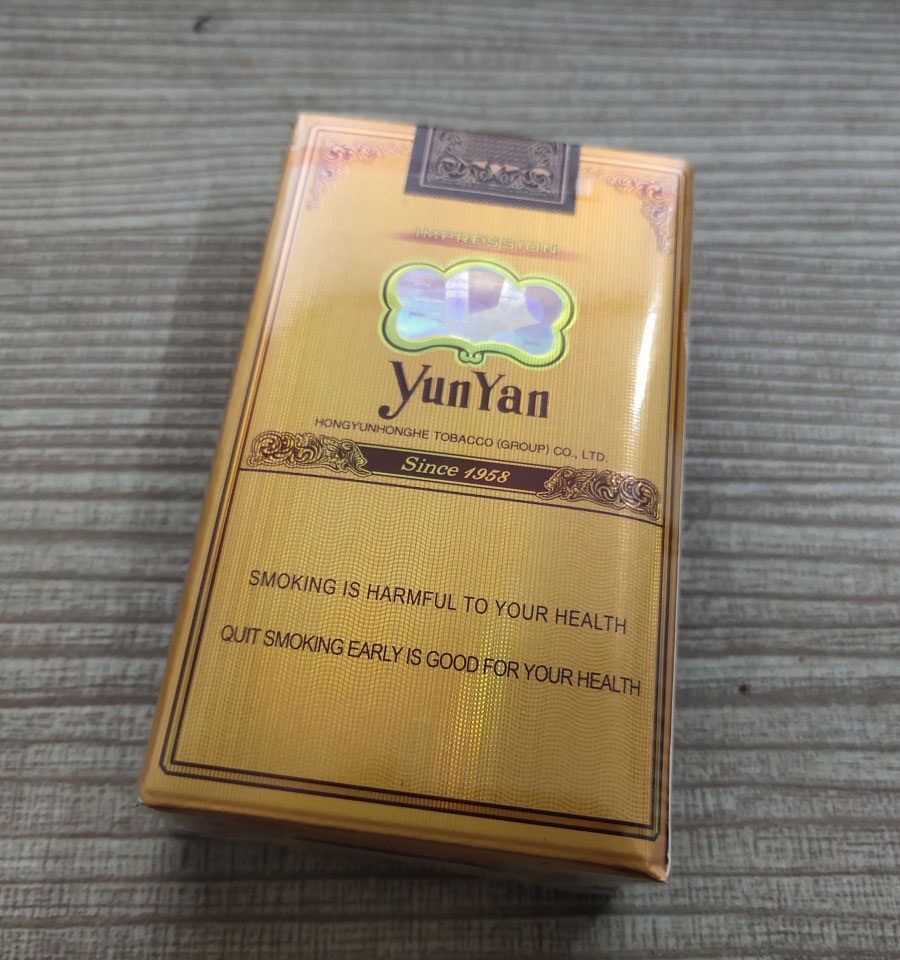 IMPRESSION
YunYan
HONGYUNHONGHE TOBACCO (GROUP) CO., LTD.
Since 1958
SMOKING IS HARMFUL TO YOUR HEALTH
QUIT SMOKING EARLY IS GOOD FOR YOUR HEALTH